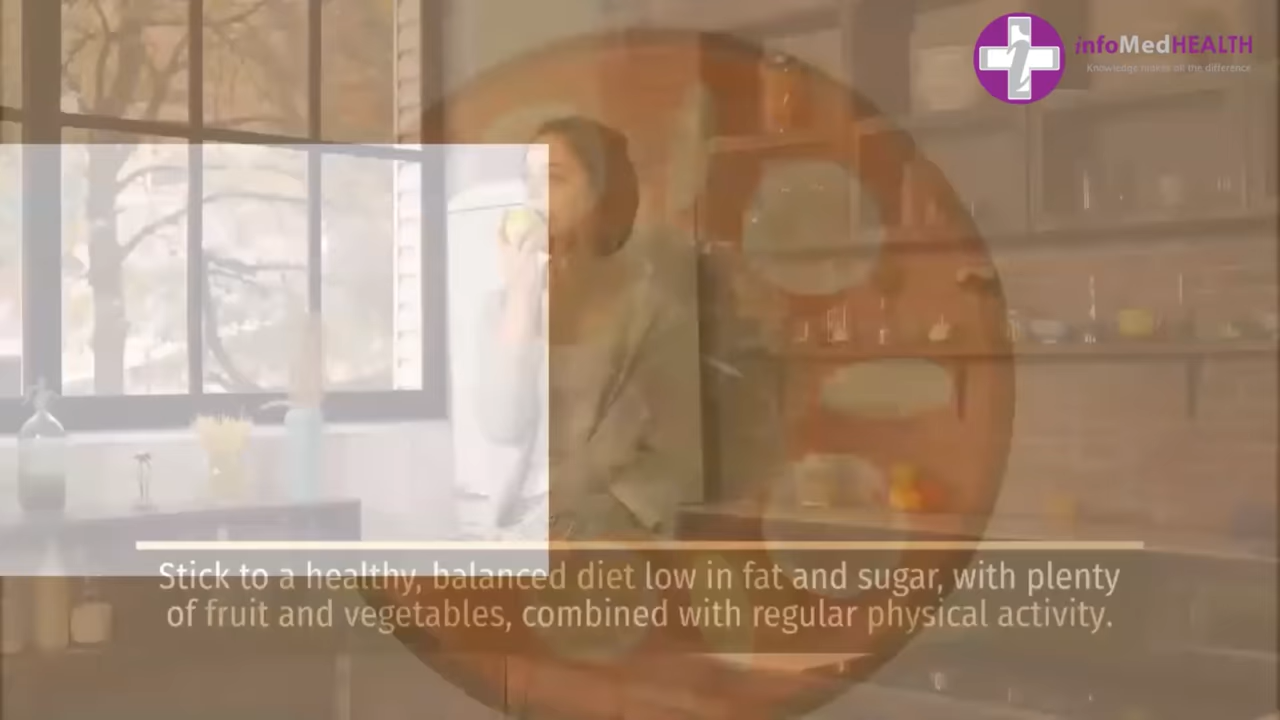 infoMedHEALTH
Knowledge makes all the difference
Stick to a healthy, balanced diet low in fat and sugar, with plenty
of fruit and vegetables, combined with regular physical activity.